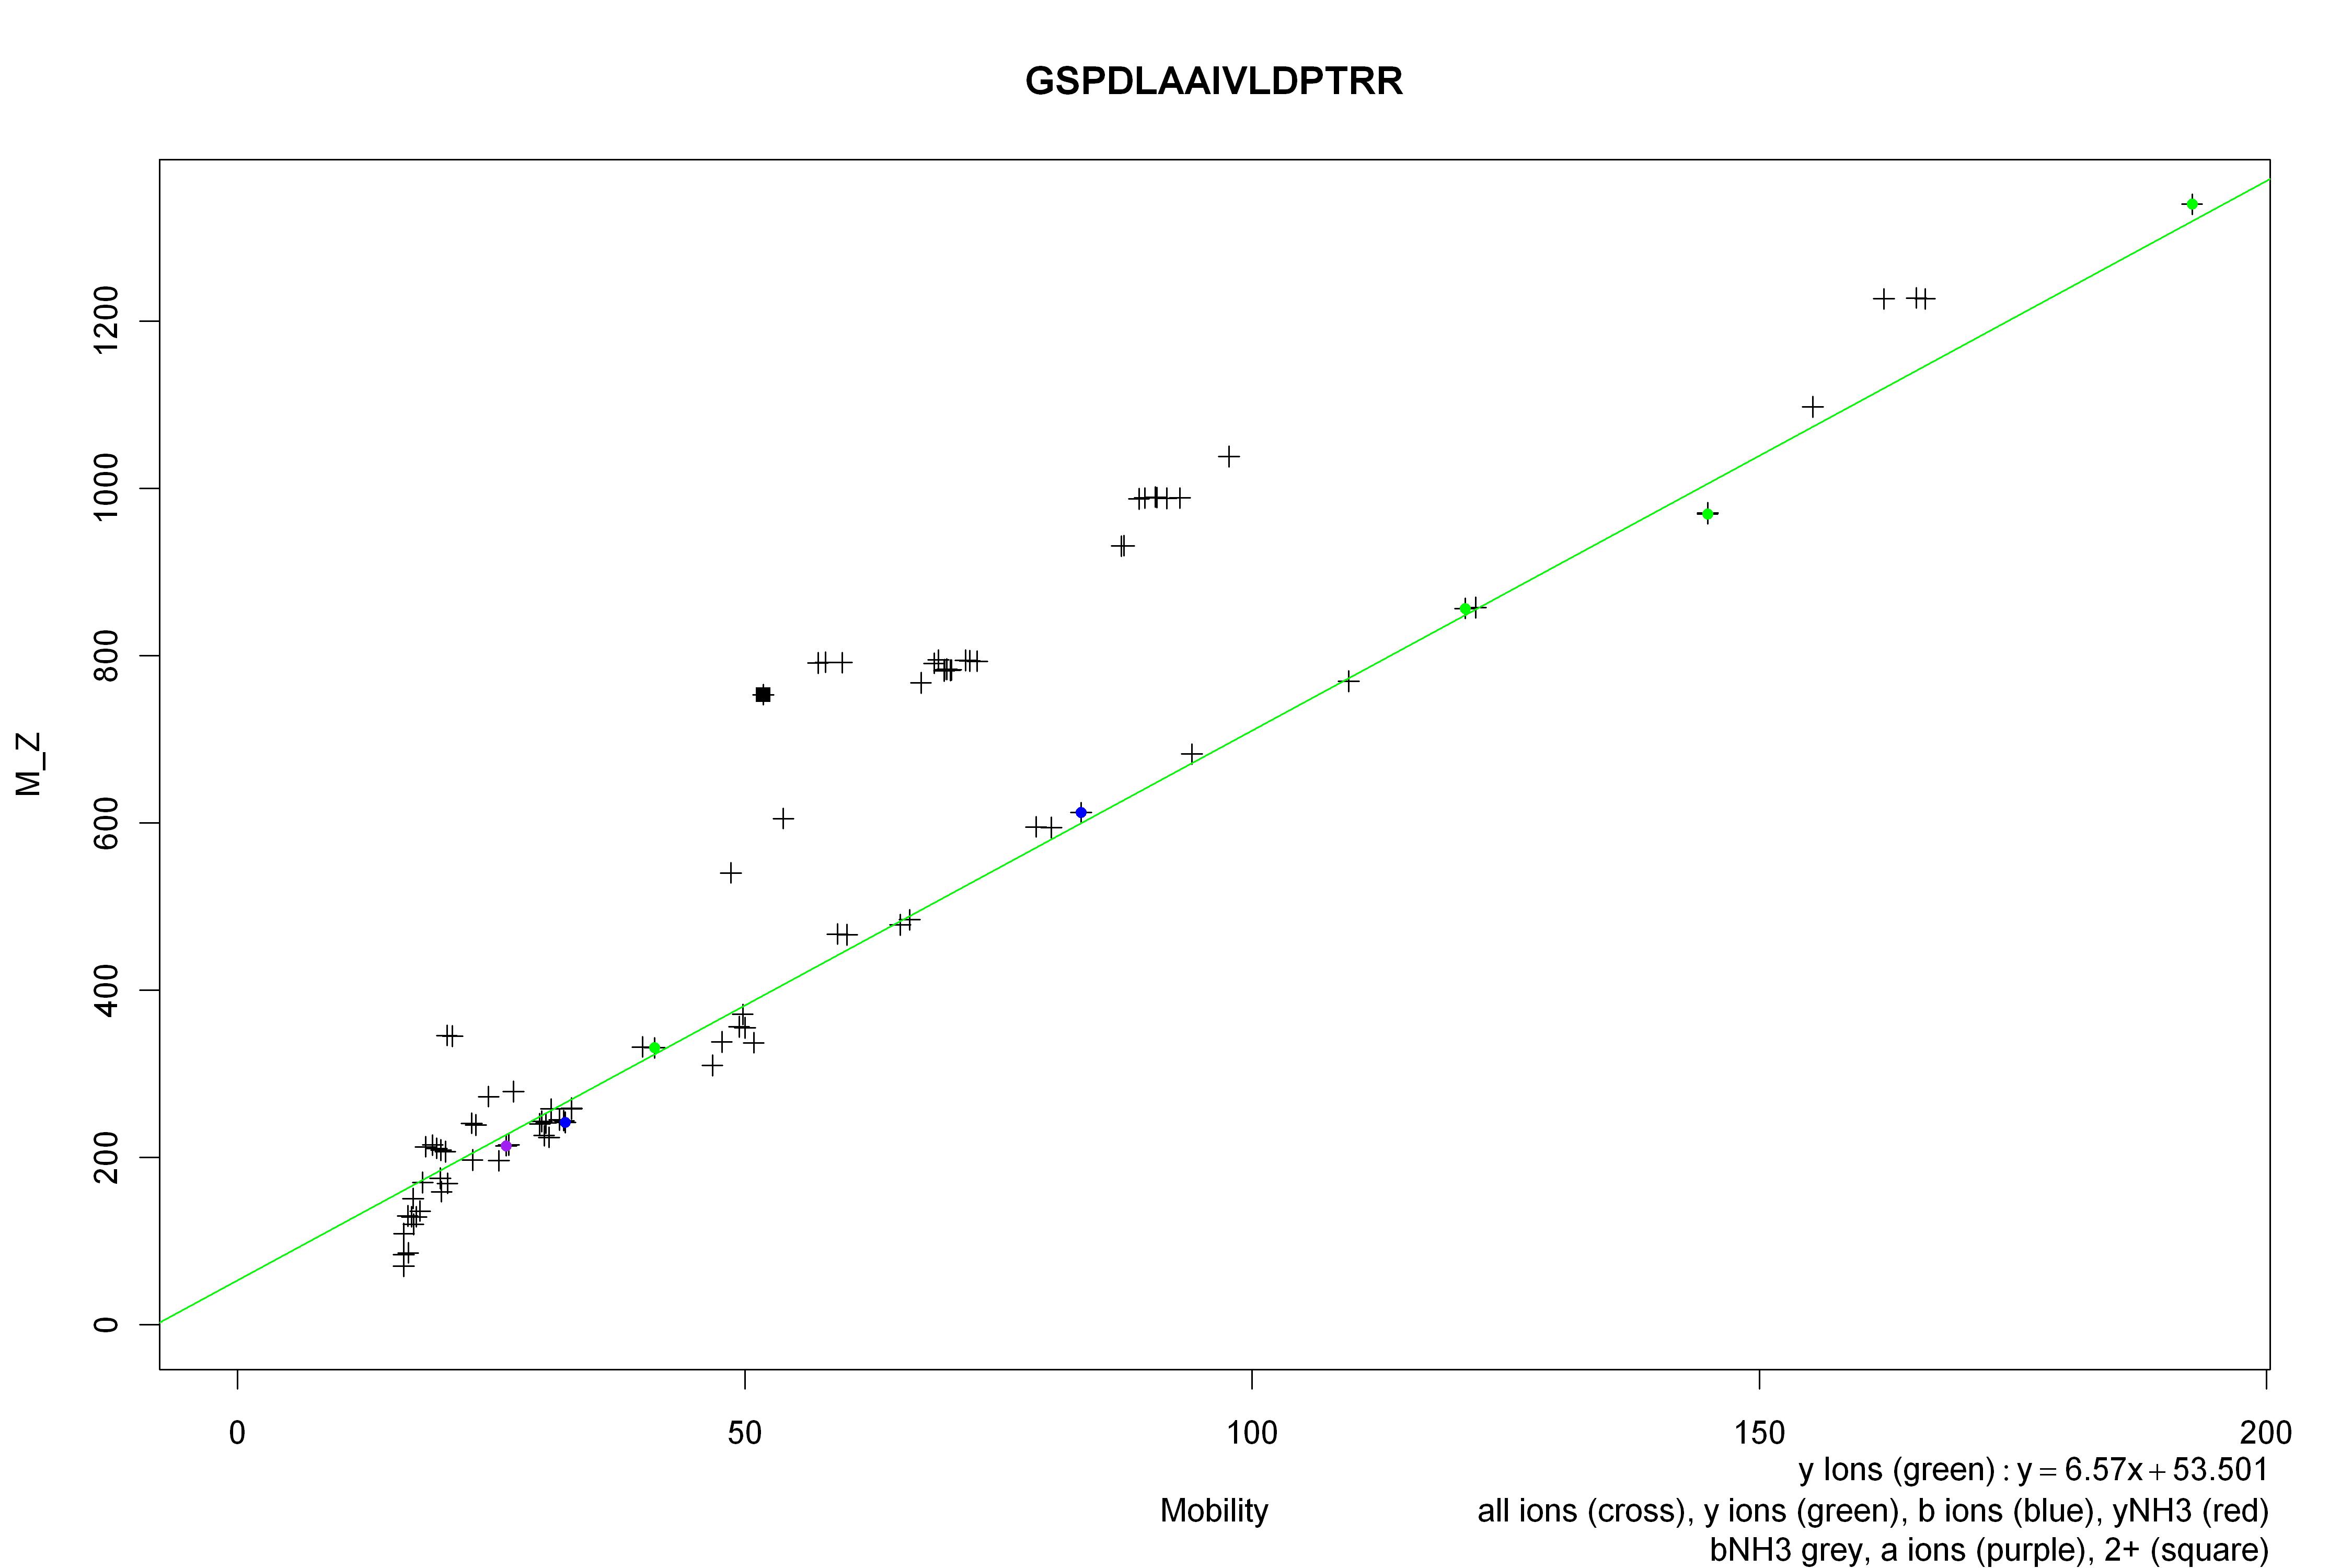 GSPDLAAIVLDPTRR
M_Z
1200
1000
800
600
400
200
0
0 50 100 150 200
y Ions (green) : y = 6.57x + 53.501
Mobility all ions (cross), y ions (green), b ions (blue), yNH3 (red)
bNH3 grey, a ions (purple), 2+ (square)